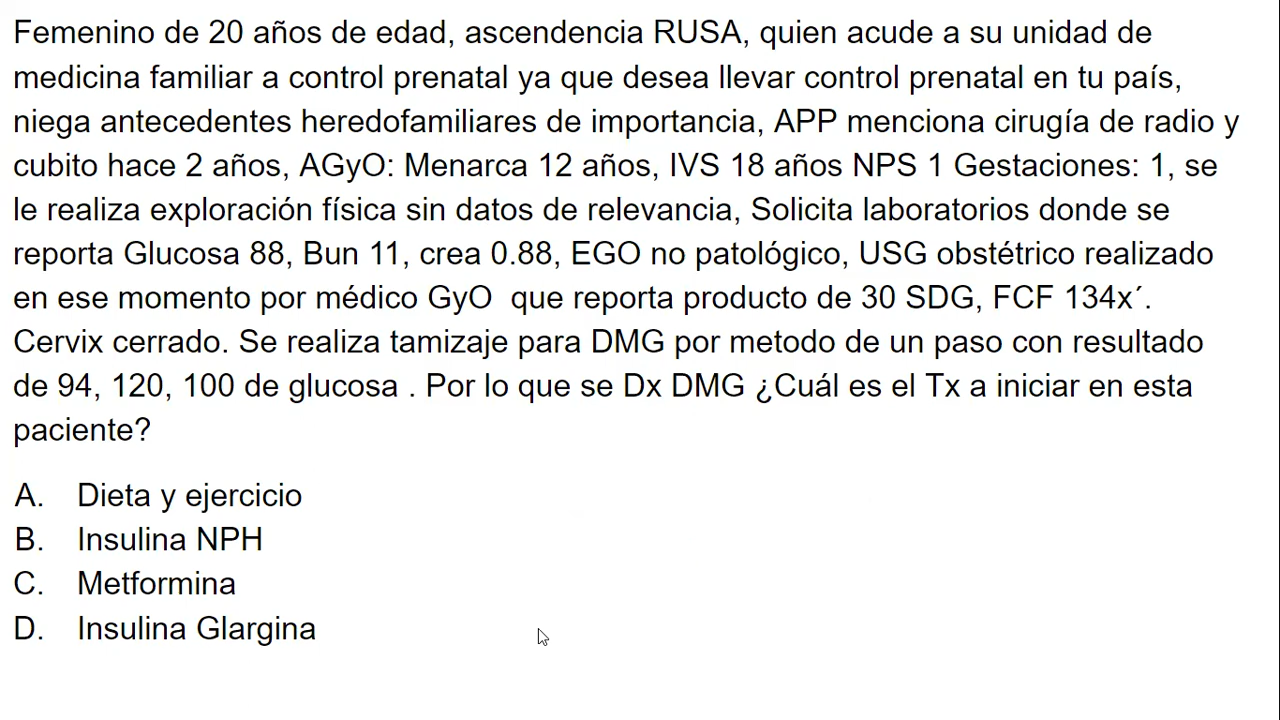 Femenino de 20 años de edad, ascendencia RUSA, quien acude a su unidad de
medicina familiar a control prenatal ya que desea llevar control prenatal en tu país,
niega antecedentes heredofamiliares de importancia, APP menciona cirugía de radio y
cubito hace 2 años, AGyO: Menarca 12 años, IVS 18 años NPS 1 Gestaciones: 1, se
le realiza exploración física sin datos de relevancia, Solicita laboratorios donde se
reporta Glucosa 88, Bun 11, crea 0.88, EGO no patológico, USG obstétrico realizado
en ese momento por médico GyO  que reporta producto de 30 SDG, FCF 134x´.
Cervix cerrado. Se realiza tamizaje para DMG por metodo de un paso con resultado
de 94, 120, 100 de glucosa . Por lo que se Dx DMG ¿Cuál es el Tx a iniciar en esta
paciente?
A. Dieta y ejercicio
B. Insulina NPH
C. Metformina
D. Insulina Glargina